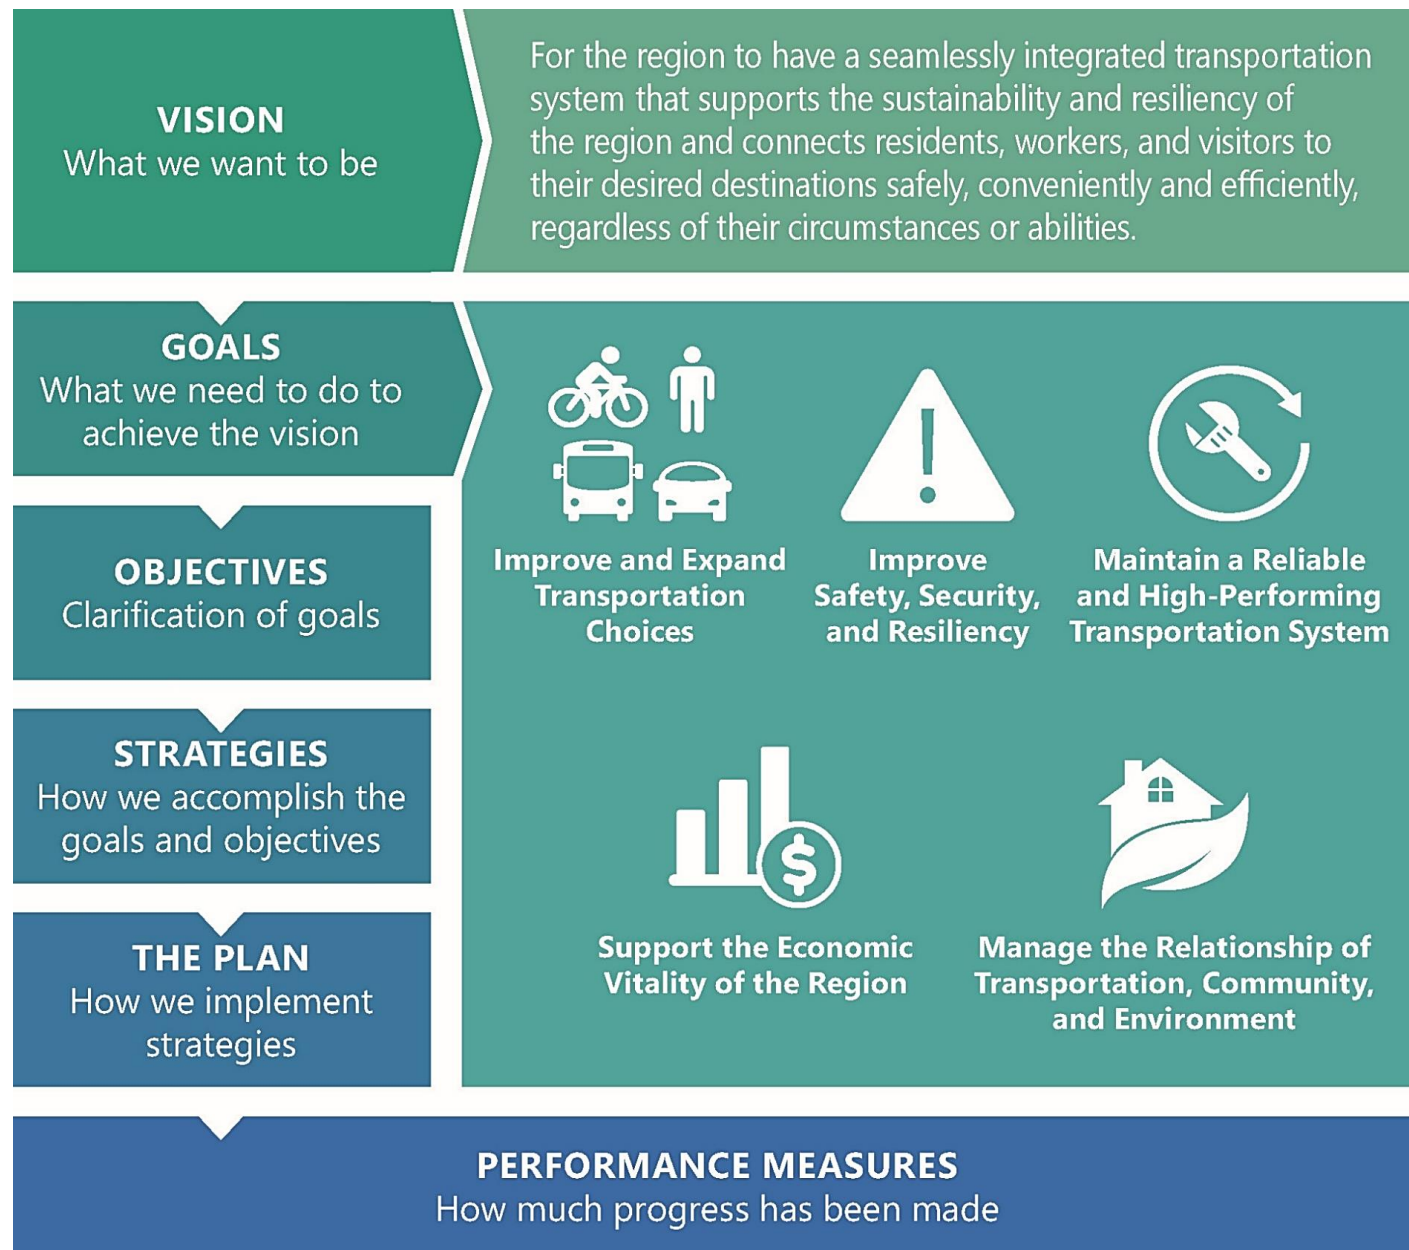 VISION
What we want to be
For the region to have a seamlessly integrated transportation
system that supports the sustainability and resiliency of
the region and connects residents, workers, and visitors to
their desired destinations safely, conveniently and efficiently,
regardless of their circumstances or abilities.
GOALS
What we need to do to
achieve the vision
OBJECTIVES
Clarification of goals
STRATEGIES
How we accomplish the
goals and objectives
THE PLAN
How we implement
strategies
!
Improve and Expand
Transportation
Choices
Improve
Safety, Security,
and Resiliency
Maintain a Reliable
and High-Performing
Transportation System
$
Support the Economic
Vitality of the Region
Manage the Relationship of
Transportation, Community,
and Environment
PERFORMANCE MEASURES
How much progress has been made